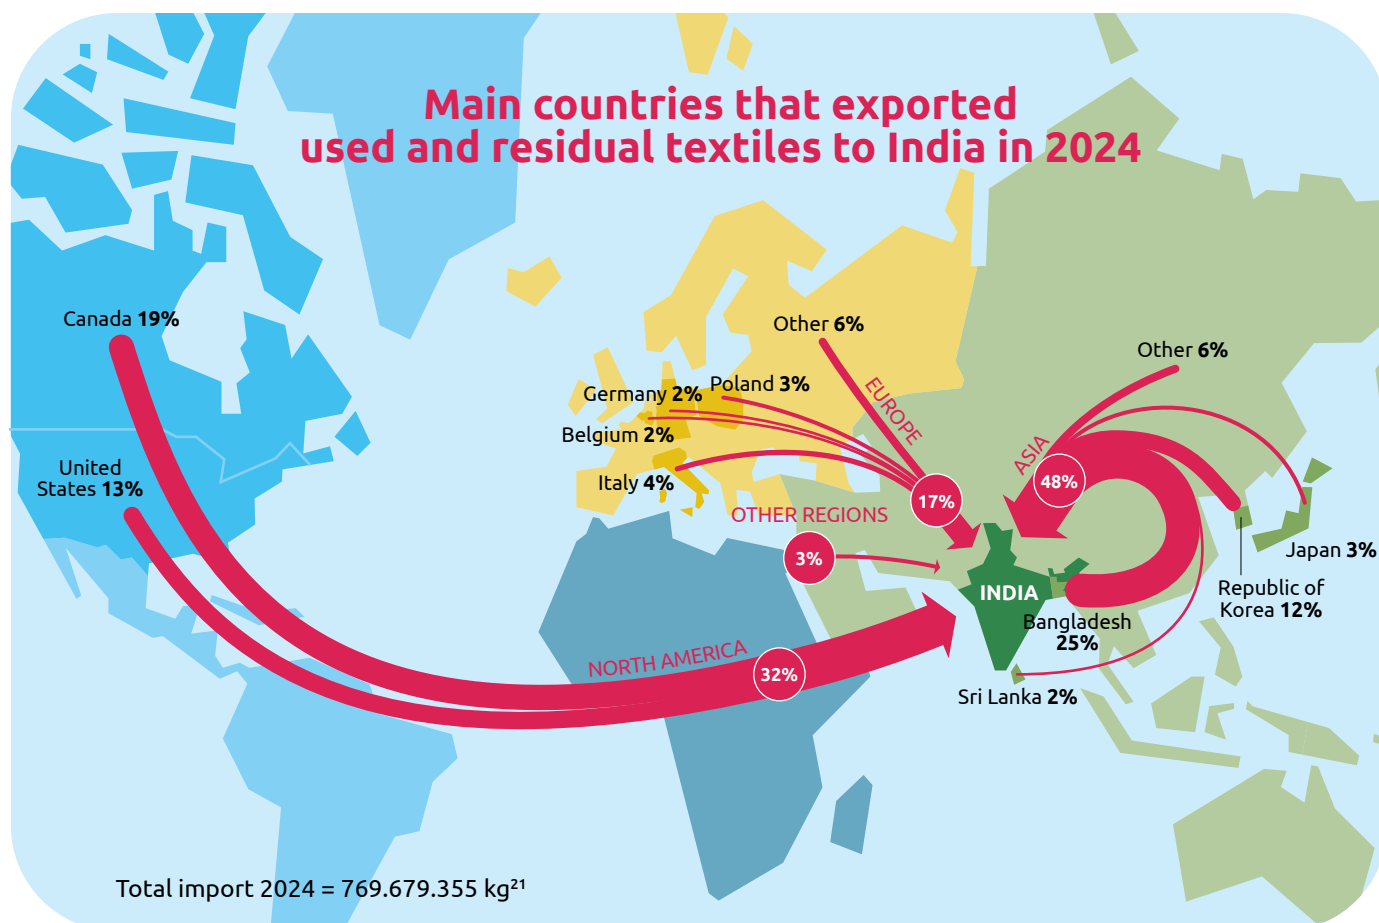 Main countries that exported
used and residual textiles to India in 2024
Canada 19%
United
States 13%
Other 6%
Germany 2%
Poland 3%
Belgium 2%
Italy 4%
EUROPE
17%
OTHER REGIONS
3%
NORTH AMERICA
32%
Other 6%
ASIA
48%
Japan 3%
Republic of
Korea 12%
INDIA
Bangladesh
25%
Sri Lanka 2%
Total import 2024 = 769.679.355 kg²¹